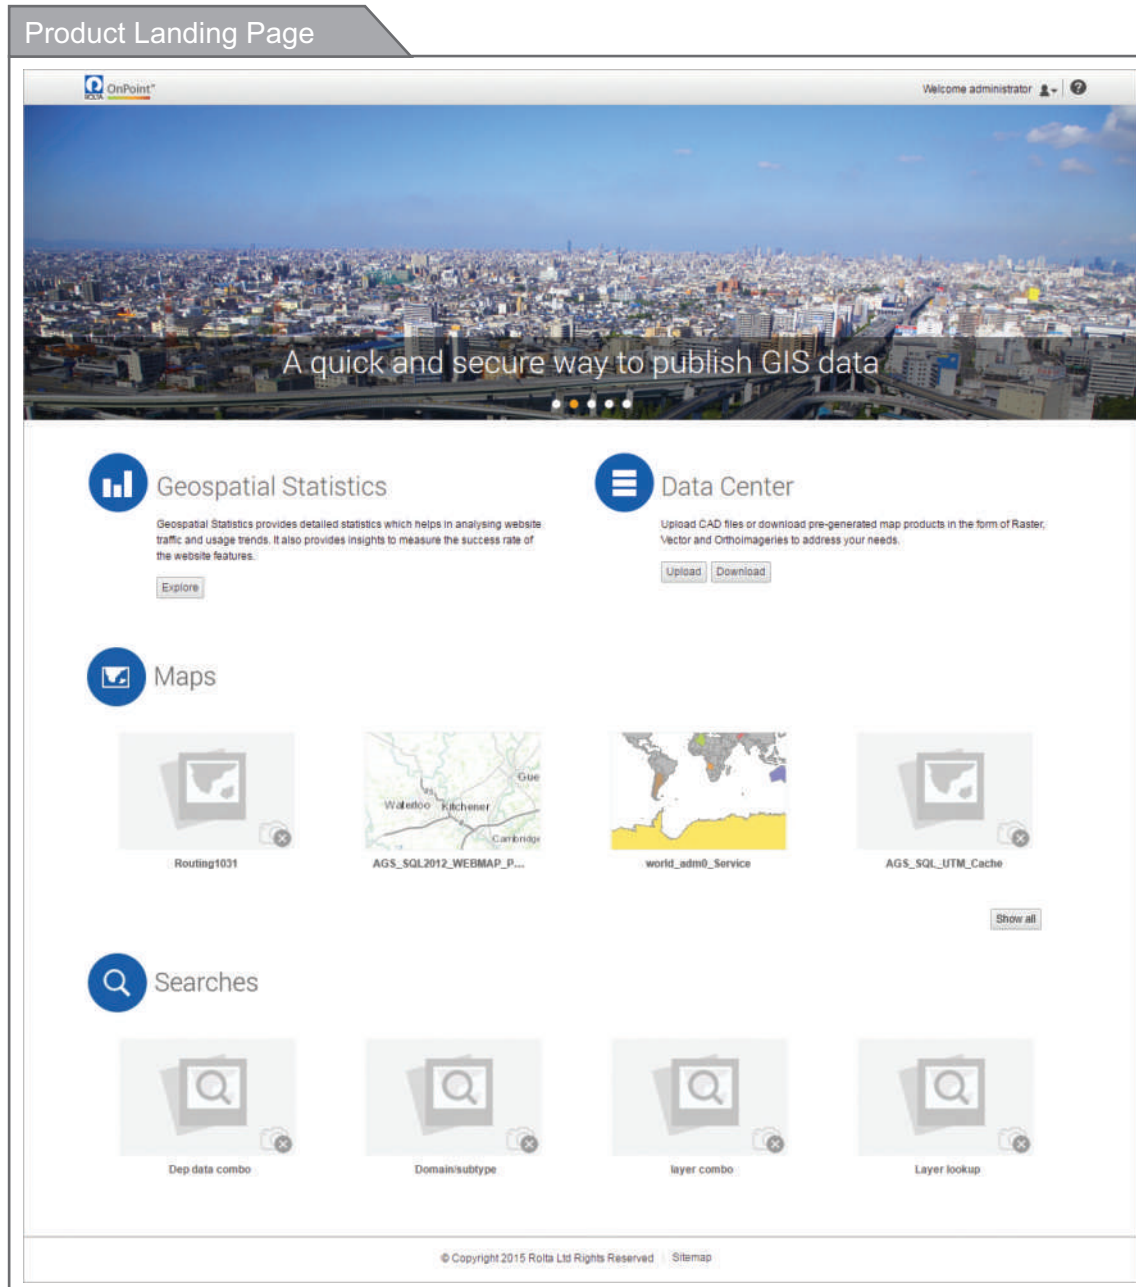 Product Landing Page
ROLTA OnPoint™
Welcome administrator
A quick and secure way to publish GIS data
Geospatial Statistics
Geospatial Statistics provides detailed statistics which helps in analysing website
traffic and usage trends. It also provides insights to measure the success rate of
the website features.
Explore
Data Center
Upload CAD files or download pre-generated map products in the form of Raster,
Vector and Orthoimageries to address your needs.
Upload Download
Maps
Gue
Waterloo Kitchener
Cambridge
Routing1031
AGS_SQL2012_WEBMAP_P...
world_adm0_Service
AGS_SQL_UTM_Cache
Show all
Searches
Dep data combo
Domain/subtype
layer combo
Layer lookup
© Copyright 2015 Rolta Ltd Rights Reserved | Sitemap